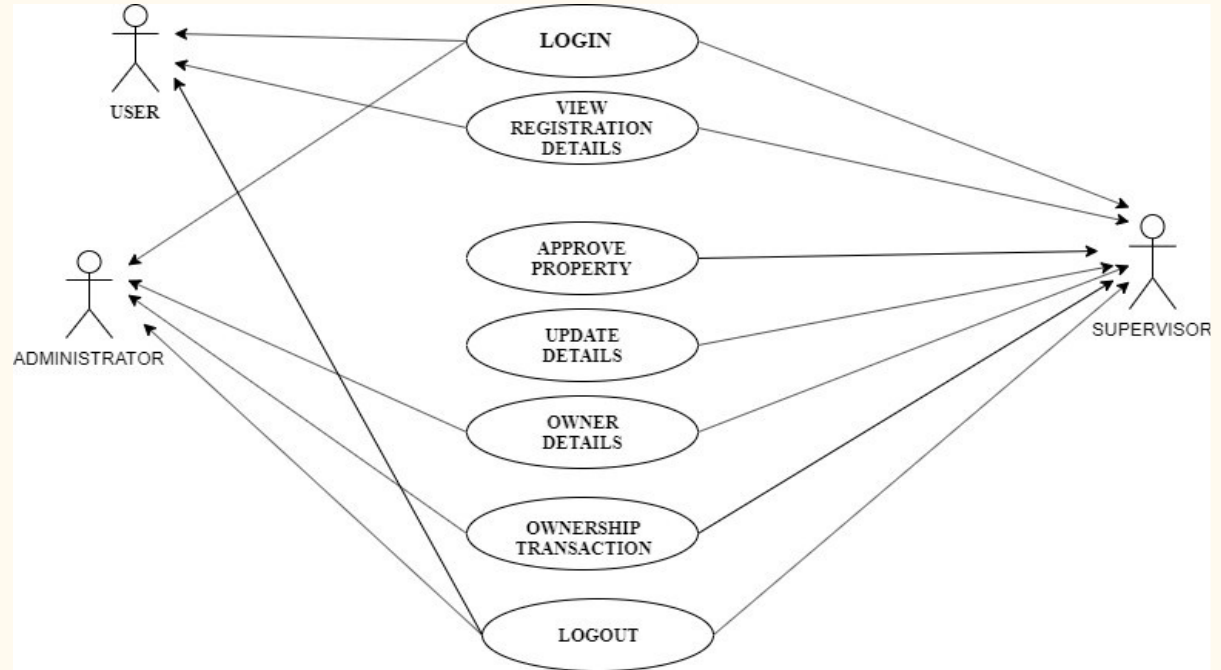 LOGIN
USER
VIEW
REGISTRATION
DETAILS
APPROVE
PROPERTY
ADMINISTRATOR
SUPERVISOR
UPDATE
DETAILS
OWNER
DETAILS
OWNERSHIP
TRANSACTION
LOGOUT